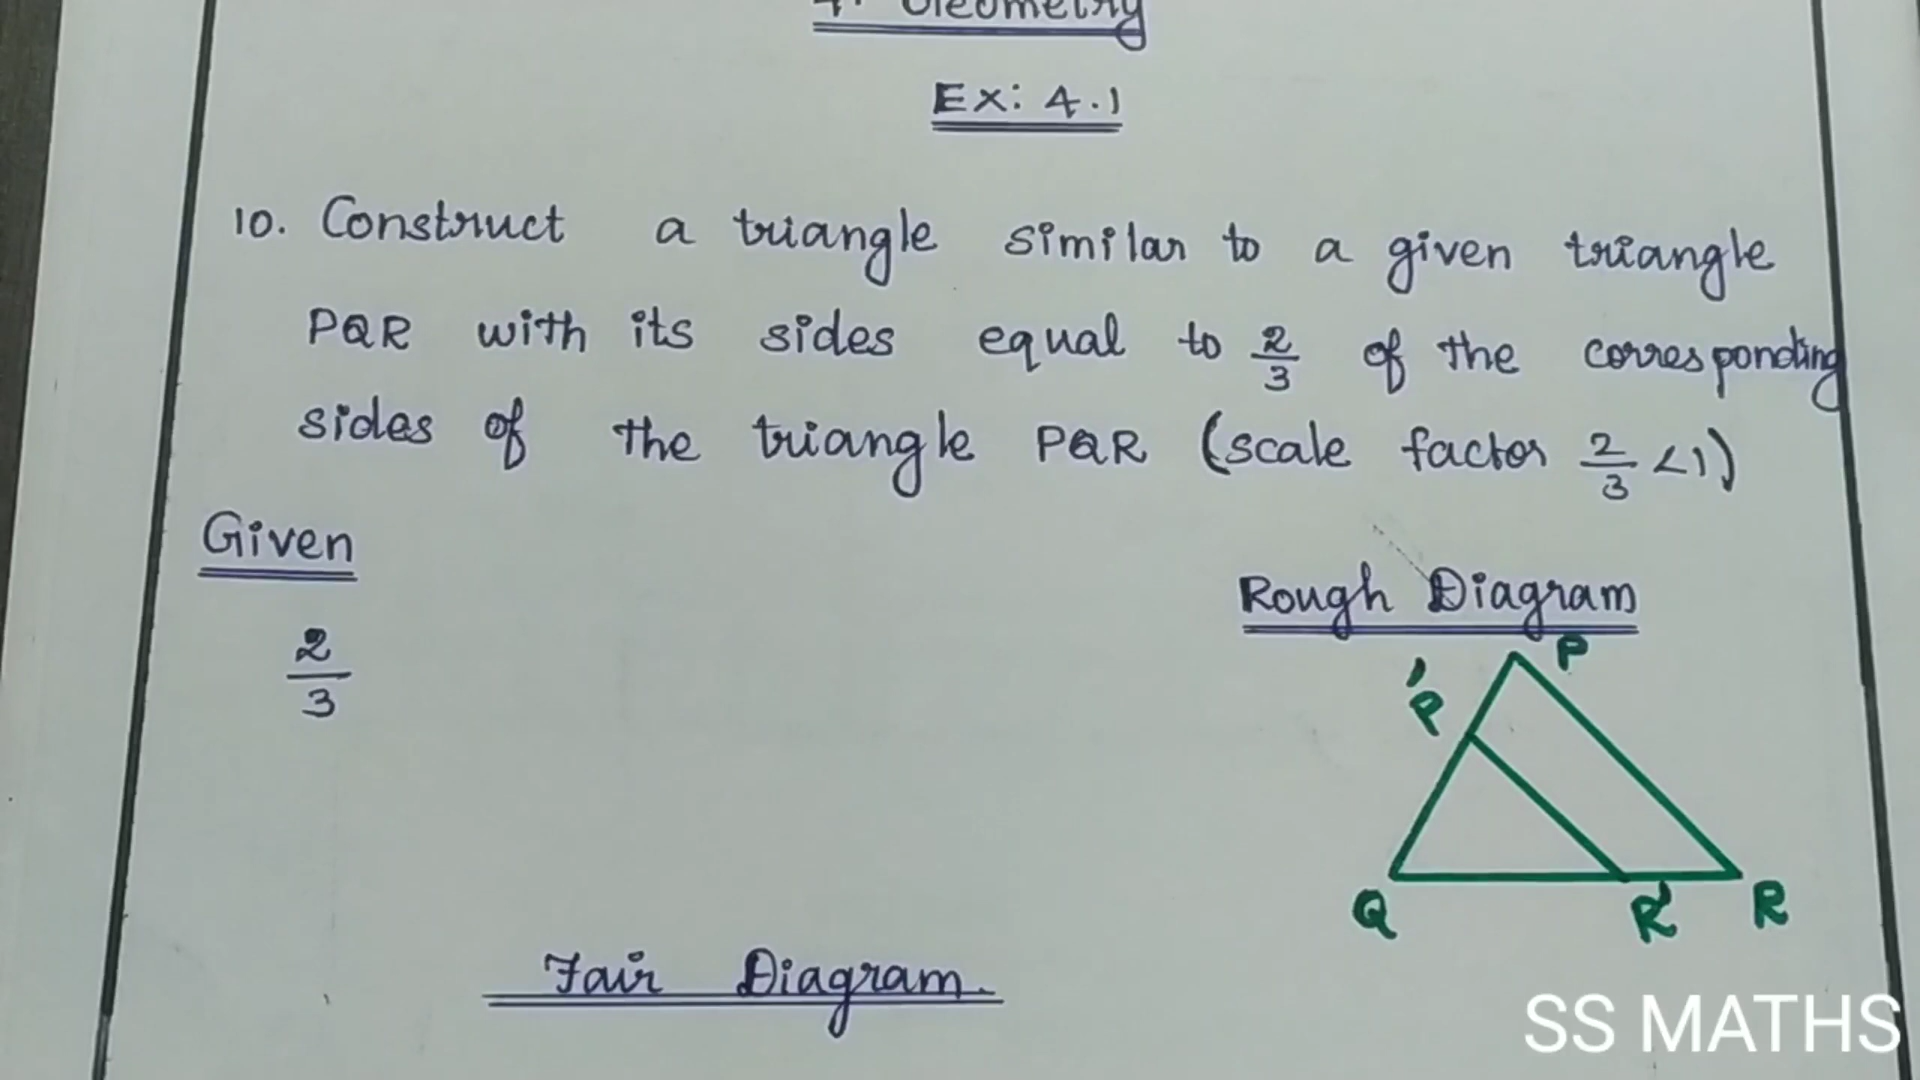 4. Geometry
Ex: 4.1
10. Construct a triangle similar to a given triangle
PQR with its sides equal to 2/3 of the corresponding
sides of the triangle PQR (scale factor 2/3 <1)
Given
2/3
Rough Diagram
P
'P
Q
R'
R
Fair Diagram.
SS MATHS